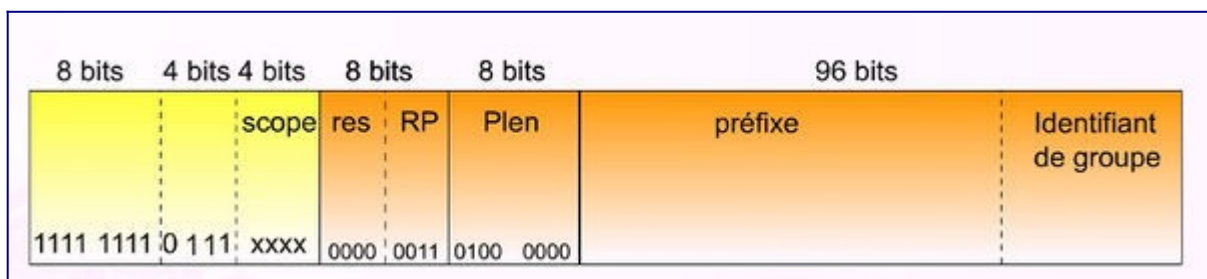 8 bits 4 bits 4 bits 8 bits 8 bits 96 bits
scope res RP Plen préfixe Identifiant
de groupe
1111 1111 0 111 xxxx 0000 0011 0100 0000